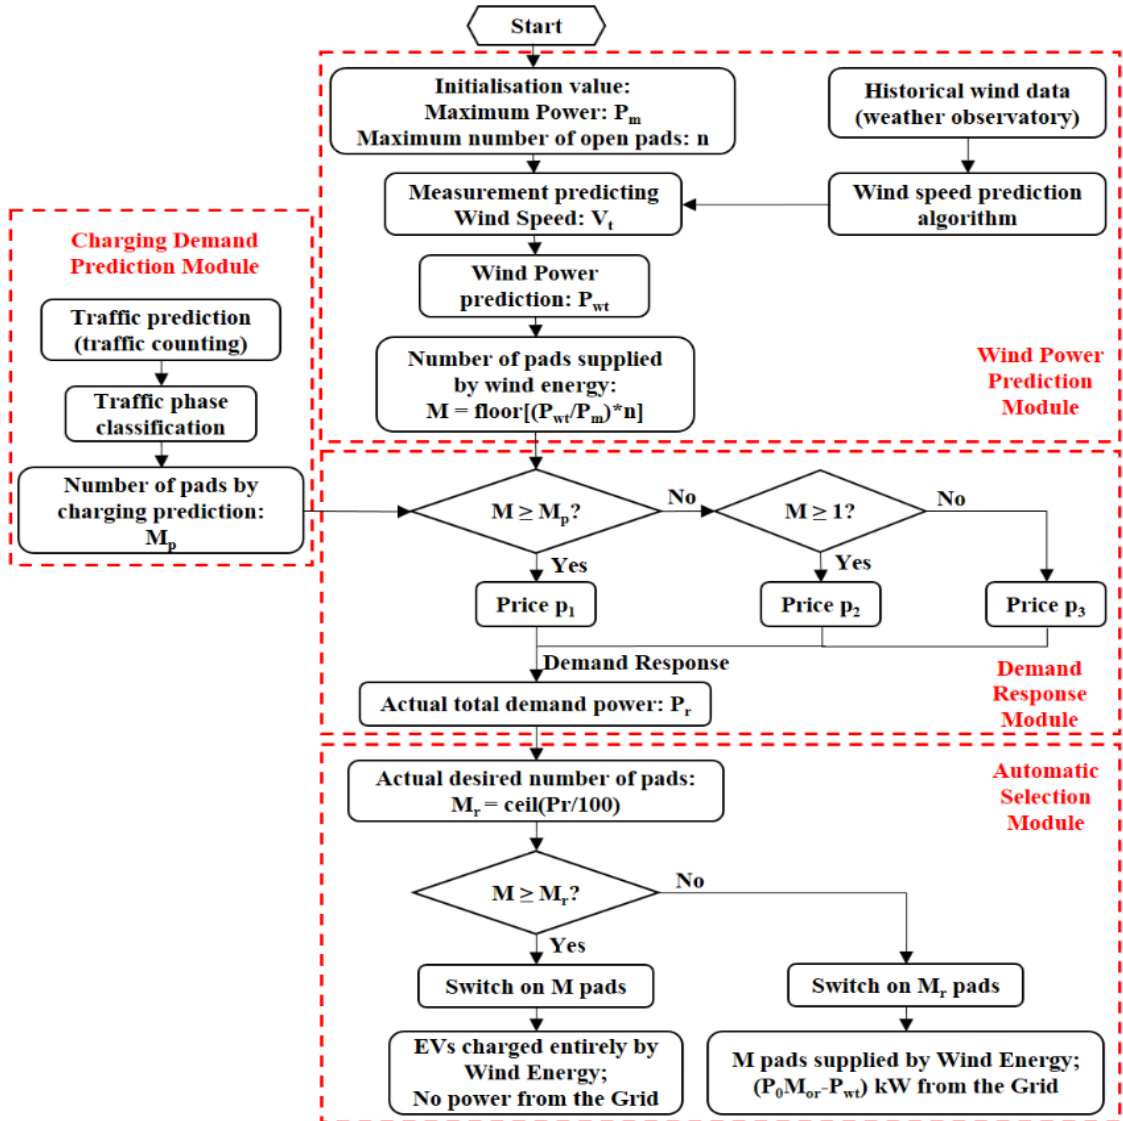 Start
Initialisation value:
Maximum Power: Pₘ
Maximum number of open pads: n
Historical wind data
(weather observatory)
Measurement predicting
Wind Speed: Vₜ
Wind speed prediction
algorithm
Charging Demand
Prediction Module
Wind Power
prediction: P_wt
Traffic prediction
(traffic counting)
Number of pads supplied
by wind energy:
M = floor[(P_wt/Pₘ)*n]
Wind Power
Prediction
Module
Traffic phase
classification
Number of pads by
charging prediction:
Mₚ
M ≥ Mₚ?
No
M ≥ 1?
No
Yes
Yes
Price p₁
Price p₂
Price p₃
Demand Response
Demand
Response
Module
Actual total demand power: Pᵣ
Actual desired number of pads:
Mᵣ = ceil(Pr/100)
Automatic
Selection
Module
M ≥ Mᵣ?
No
Yes
Switch on M pads
Switch on Mᵣ pads
EVs charged entirely by
Wind Energy;
No power from the Grid
M pads supplied by Wind Energy;
(P₀M_or-P_wt) kW from the Grid